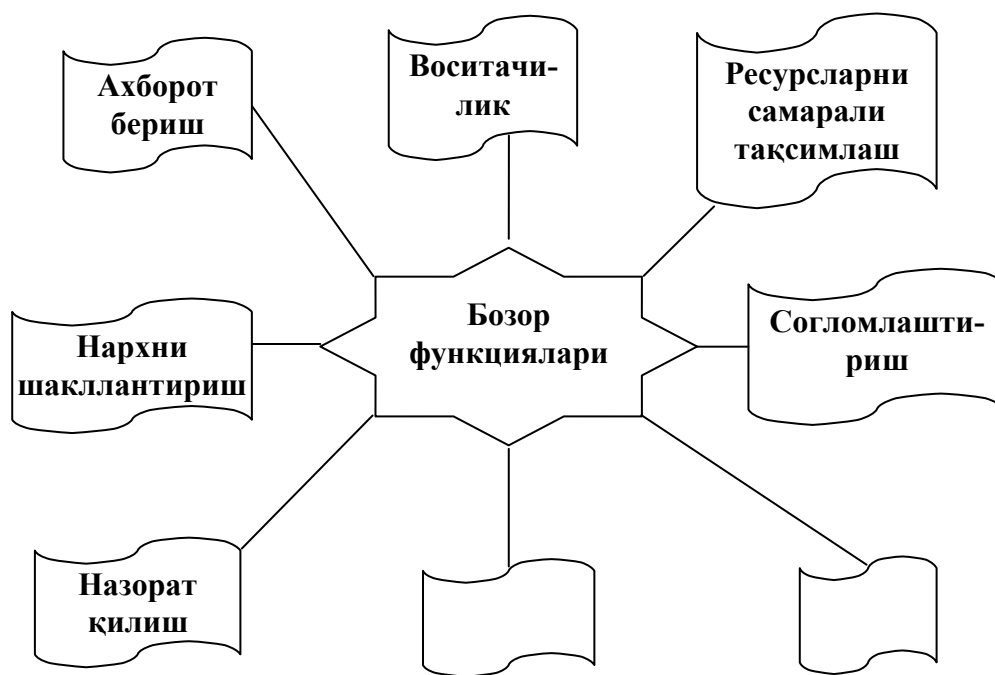 Ахборот
бериш
Воситачи-
лик
Ресурсларни
самарали
тақсимлаш
Нархни
шакллантириш
Бозор
функциялари
Согломлашти-
риш
Назорат
қилиш